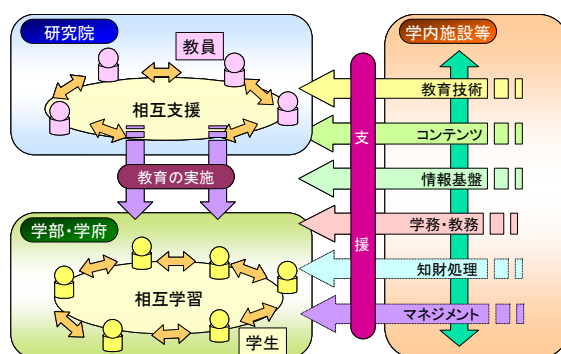 研究院
教員
相互支援
教育の実施
学部・学府
相互学習
学生
支
援
学内施設等
教育技術
コンテンツ
情報基盤
学務・教務
知財処理
マネジメント